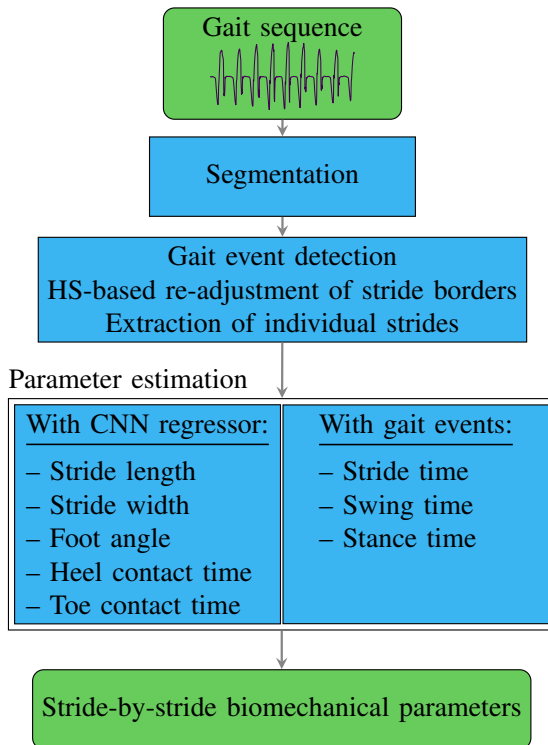 Gait sequence
Segmentation
Gait event detection
HS-based re-adjustment of stride borders
Extraction of individual strides
Parameter estimation
With CNN regressor:
– Stride length
– Stride width
– Foot angle
– Heel contact time
– Toe contact time
With gait events:
– Stride time
– Swing time
– Stance time
Stride-by-stride biomechanical parameters